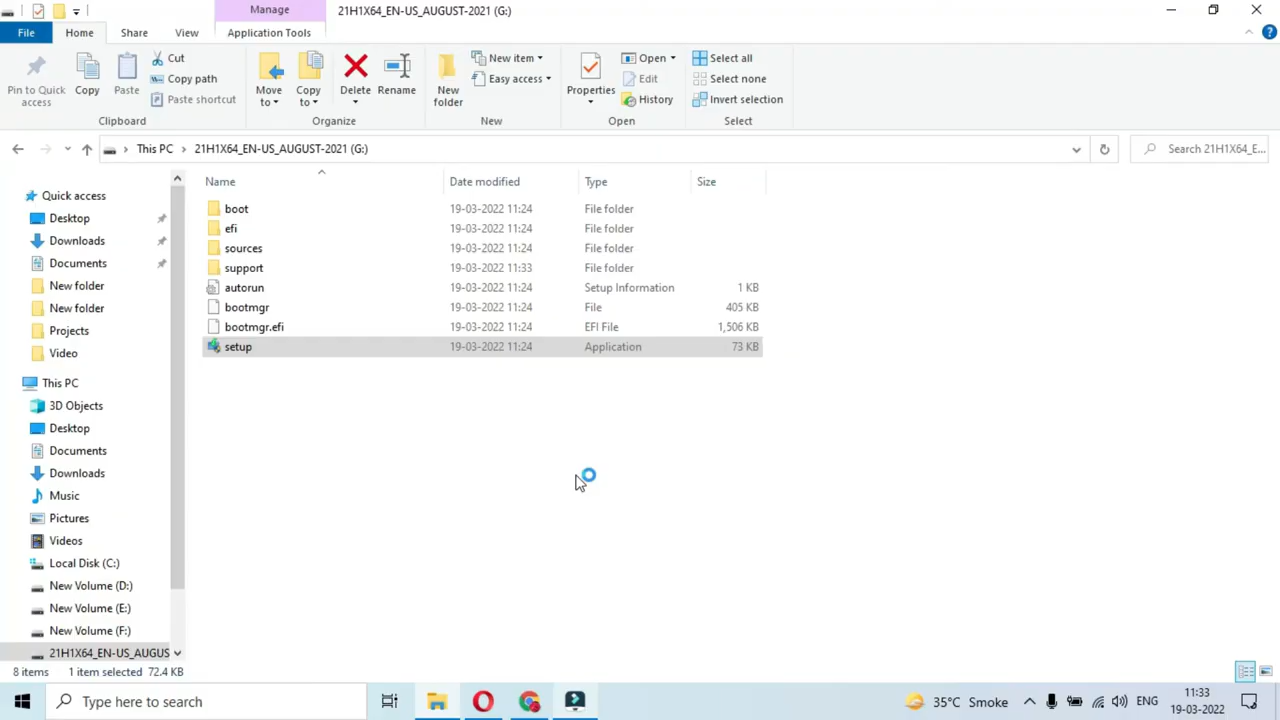 Manage
21H1X64_EN-US_AUGUST-2021 (G:)
File
Home
Share
View
Application Tools
Pin to Quick access
Copy
Paste
Cut
Copy path
Paste shortcut
Clipboard
Move to
Copy to
Delete
Rename
Organize
New folder
New item
Easy access
New
Properties
Open
Edit
History
Open
Select all
Select none
Invert selection
Select
This PC
21H1X64_EN-US_AUGUST-2021 (G:)
Search 21H1X64_E...
Name Date modified Type Size
boot 19-03-2022 11:24 File folder
efi 19-03-2022 11:24 File folder
sources 19-03-2022 11:24 File folder
support 19-03-2022 11:33 File folder
autorun 19-03-2022 11:24 Setup Information 1 KB
bootmgr 19-03-2022 11:24 File 405 KB
bootmgr.efi 19-03-2022 11:24 EFI File 1,506 KB
setup 19-03-2022 11:24 Application 73 KB
Quick access
Desktop
Downloads
Documents
New folder
New folder
Projects
Video
This PC
3D Objects
Desktop
Documents
Downloads
Music
Pictures
Videos
Local Disk (C:)
New Volume (D:)
New Volume (E:)
New Volume (F:)
21H1X64_EN-US_AUGUS
8 items 1 item selected 72.4 KB
Type here to search
35°C Smoke
ENG
11:33
19-03-2022